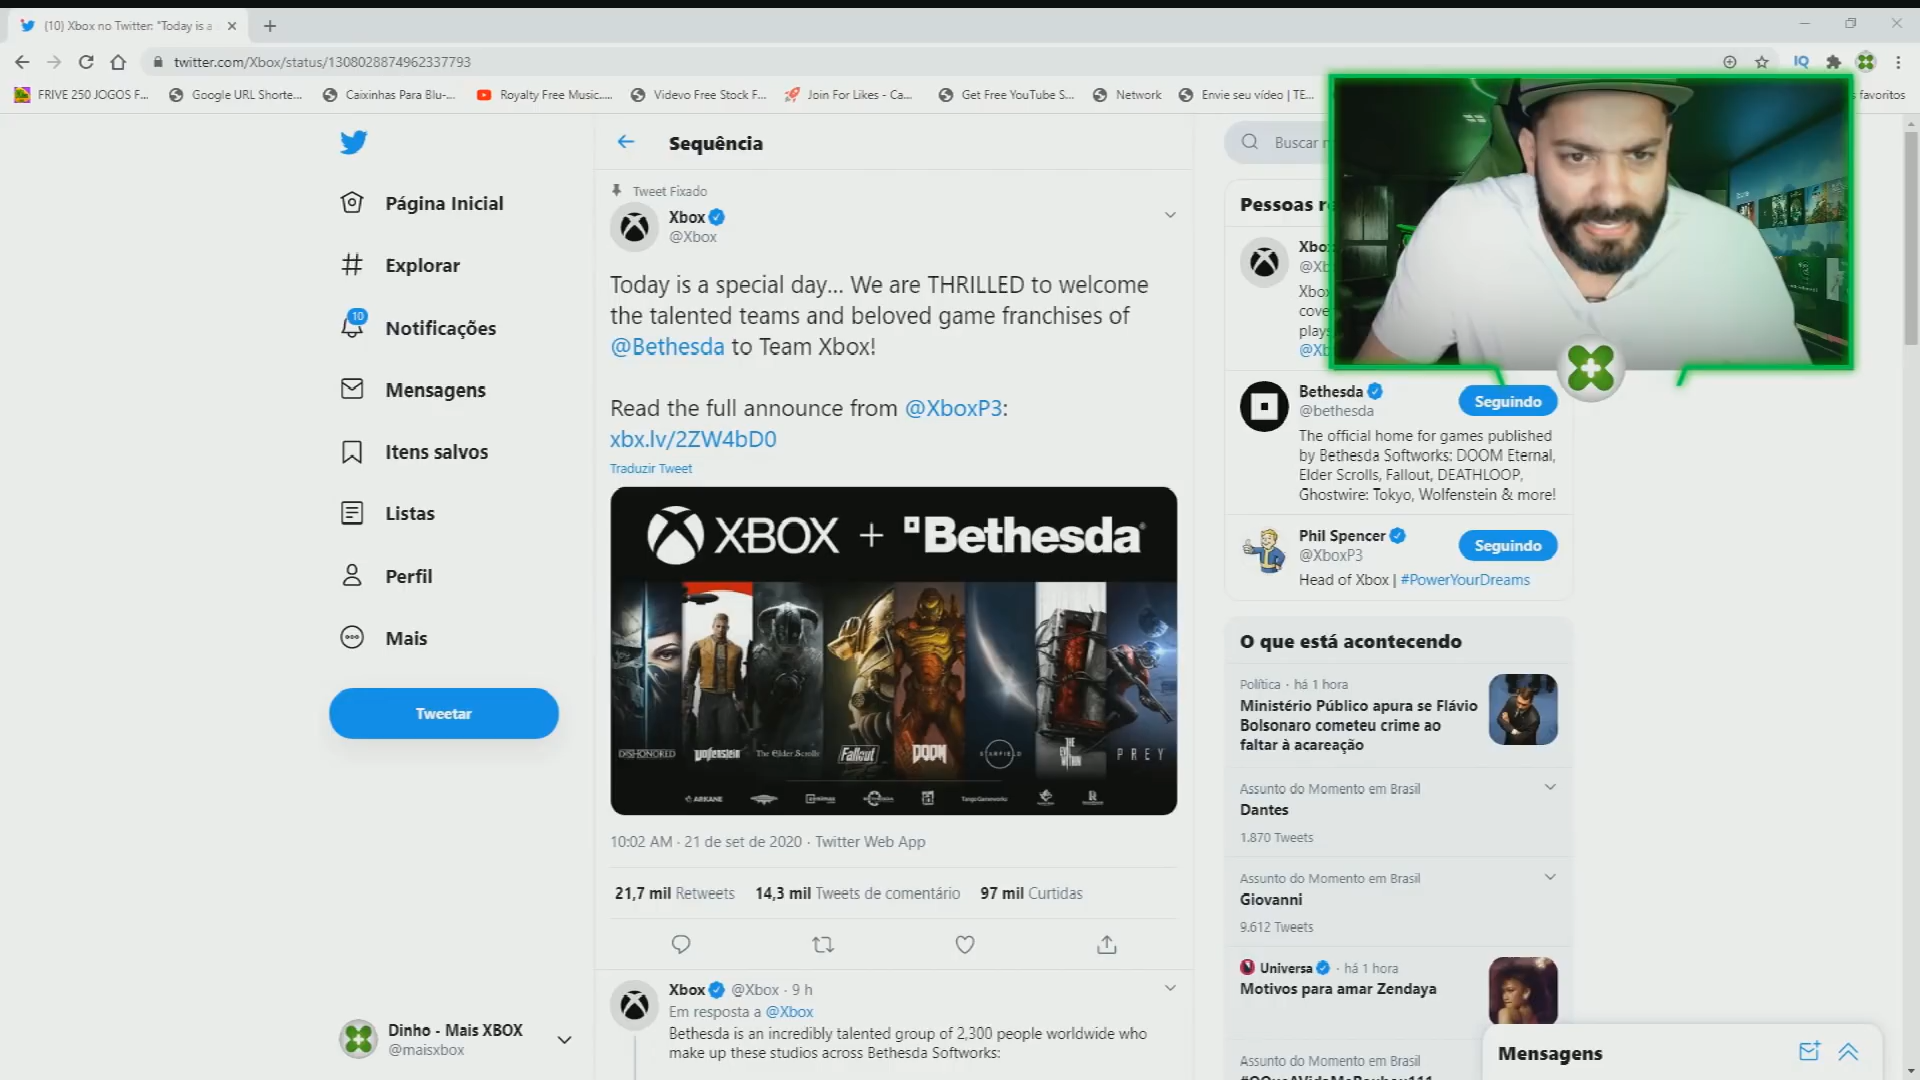 (10) Xbox no Twitter: "Today is a
twitter.com/Xbox/status/1308028874962337793
IQ
FRIVE 250 JOGOS F...
Google URL Shorte...
Caixinhas Para Blu-...
Royalty Free Music....
Videvo Free Stock F...
Join For Likes - Ca...
Get Free YouTube S...
Network
Envie seu vídeo | TE...
favoritos
Página Inicial
Explorar
10
Notificações
Mensagens
Itens salvos
Listas
Perfil
Mais
Tweetar
Dinho - Mais XBOX
@maisxbox
Sequência
Tweet Fixado
Xbox
@Xbox
Today is a special day... We are THRILLED to welcome
the talented teams and beloved game franchises of
@Bethesda to Team Xbox!
Read the full announce from @XboxP3:
xbx.lv/2ZW4bD0
Traduzir Tweet
XBOX + Bethesda
DISHONORED
Wolfenstein
The Elder Scrolls
Fallout
DOOM
STARFIELD
THE EVIL WITHIN
PREY
ARKANE
TangoGameworks
10:02 AM · 21 de set de 2020 · Twitter Web App
21,7 mil Retweets 14,3 mil Tweets de comentário 97 mil Curtidas
Xbox @Xbox · 9 h
Em resposta a @Xbox
Bethesda is an incredibly talented group of 2,300 people worldwide who
make up these studios across Bethesda Softworks:
Buscar
Pessoas
Bethesda
@bethesda
Seguindo
The official home for games published
by Bethesda Softworks: DOOM Eternal,
Elder Scrolls, Fallout, DEATHLOOP,
Ghostwire: Tokyo, Wolfenstein & more!
Phil Spencer
@XboxP3
Seguindo
Head of Xbox | #PowerYourDreams
O que está acontecendo
Política · há 1 hora
Ministério Público apura se Flávio
Bolsonaro cometeu crime ao
faltar à acareação
Assunto do Momento em Brasil
Dantes
1.870 Tweets
Assunto do Momento em Brasil
Giovanni
9.612 Tweets
Universa · há 1 hora
Motivos para amar Zendaya
Assunto do Momento em Brasil
Mensagens